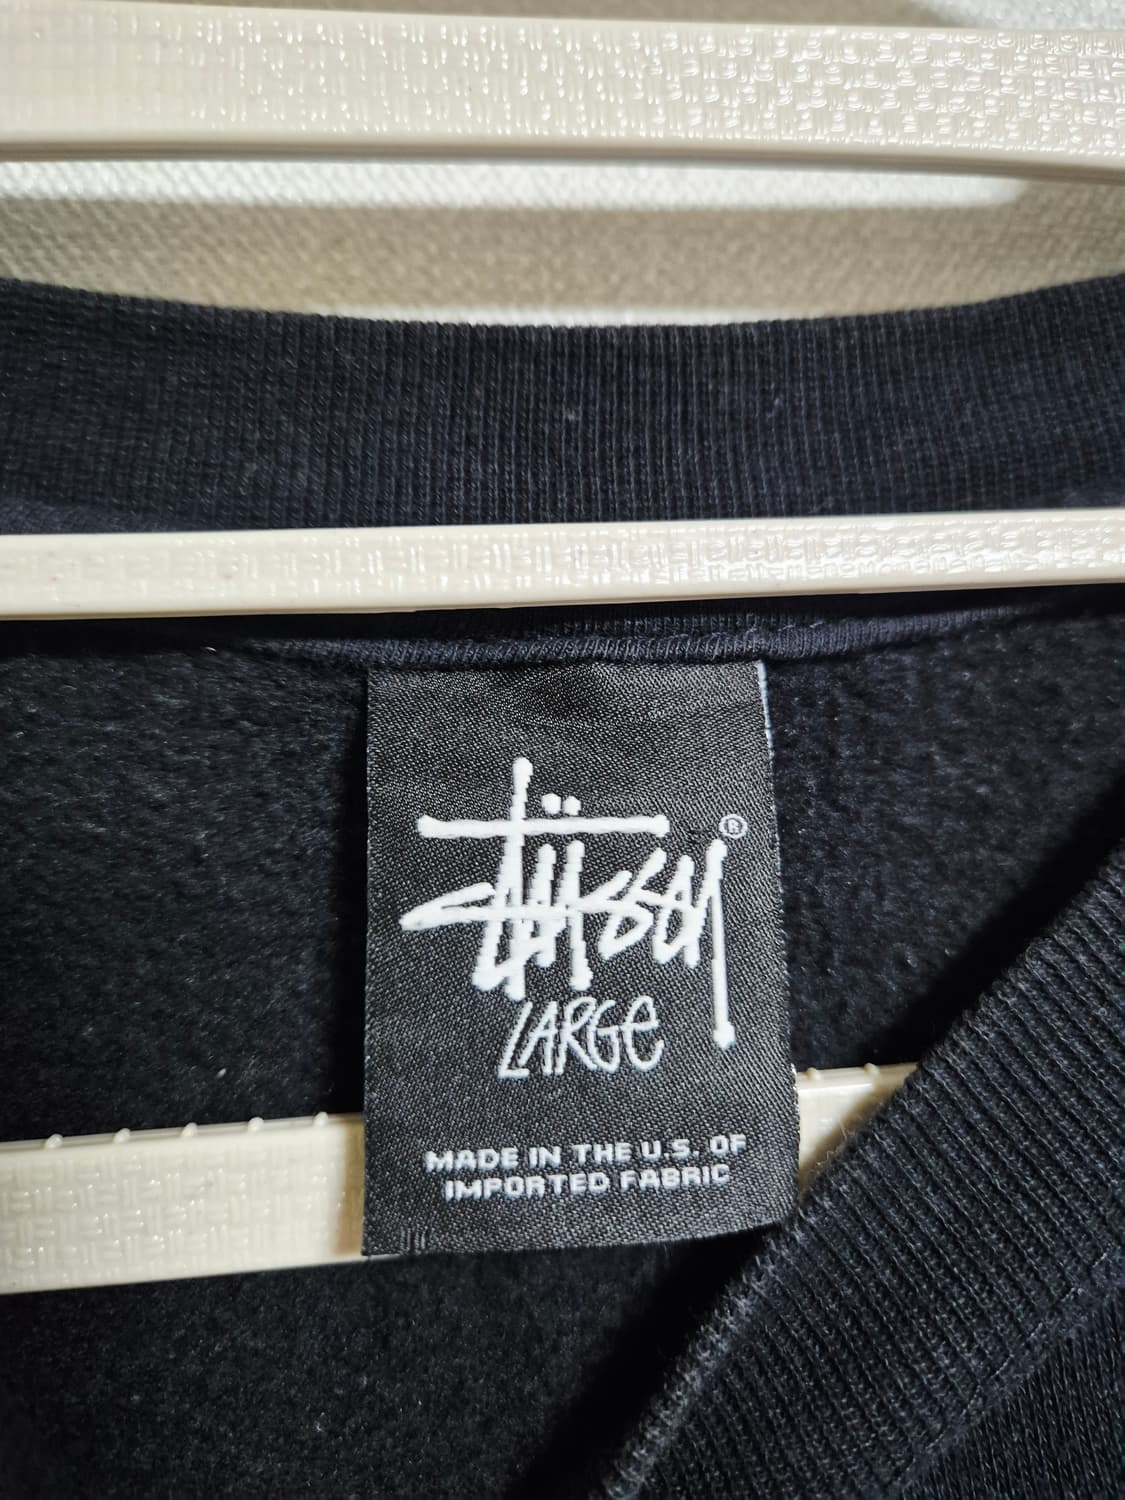 Stüssy®
LARGE
MADE IN THE U.S. OF
IMPORTED FABRIC